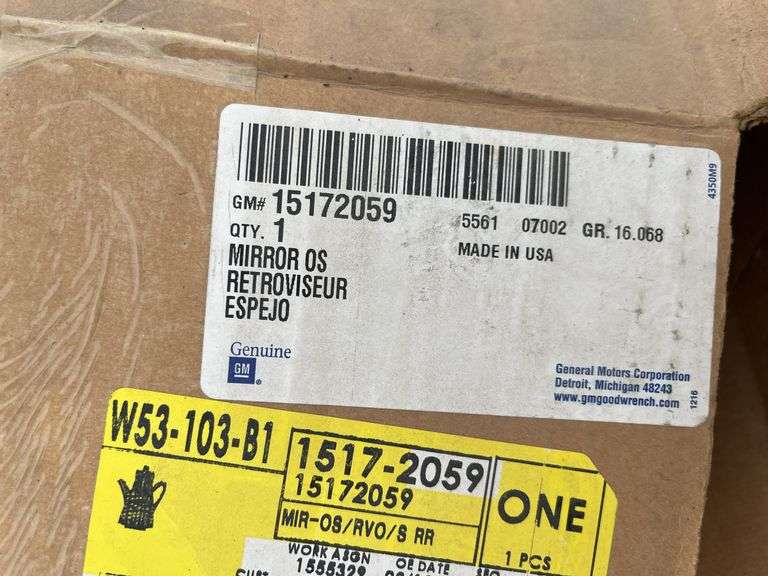 GM# 15172059
5561 07002 GR. 16.068
QTY. 1
MADE IN USA
MIRROR OS
RETROVISEUR
ESPEJO
Genuine
GM
General Motors Corporation
Detroit, Michigan 48243
www.gmgoodwrench.com
4350M9
1216
W53-103-B1
1517-2059
15172059
MIR-OS/RVO/S RR
ONE
1 PCS
WORK ASGN
OE DATE
1555329